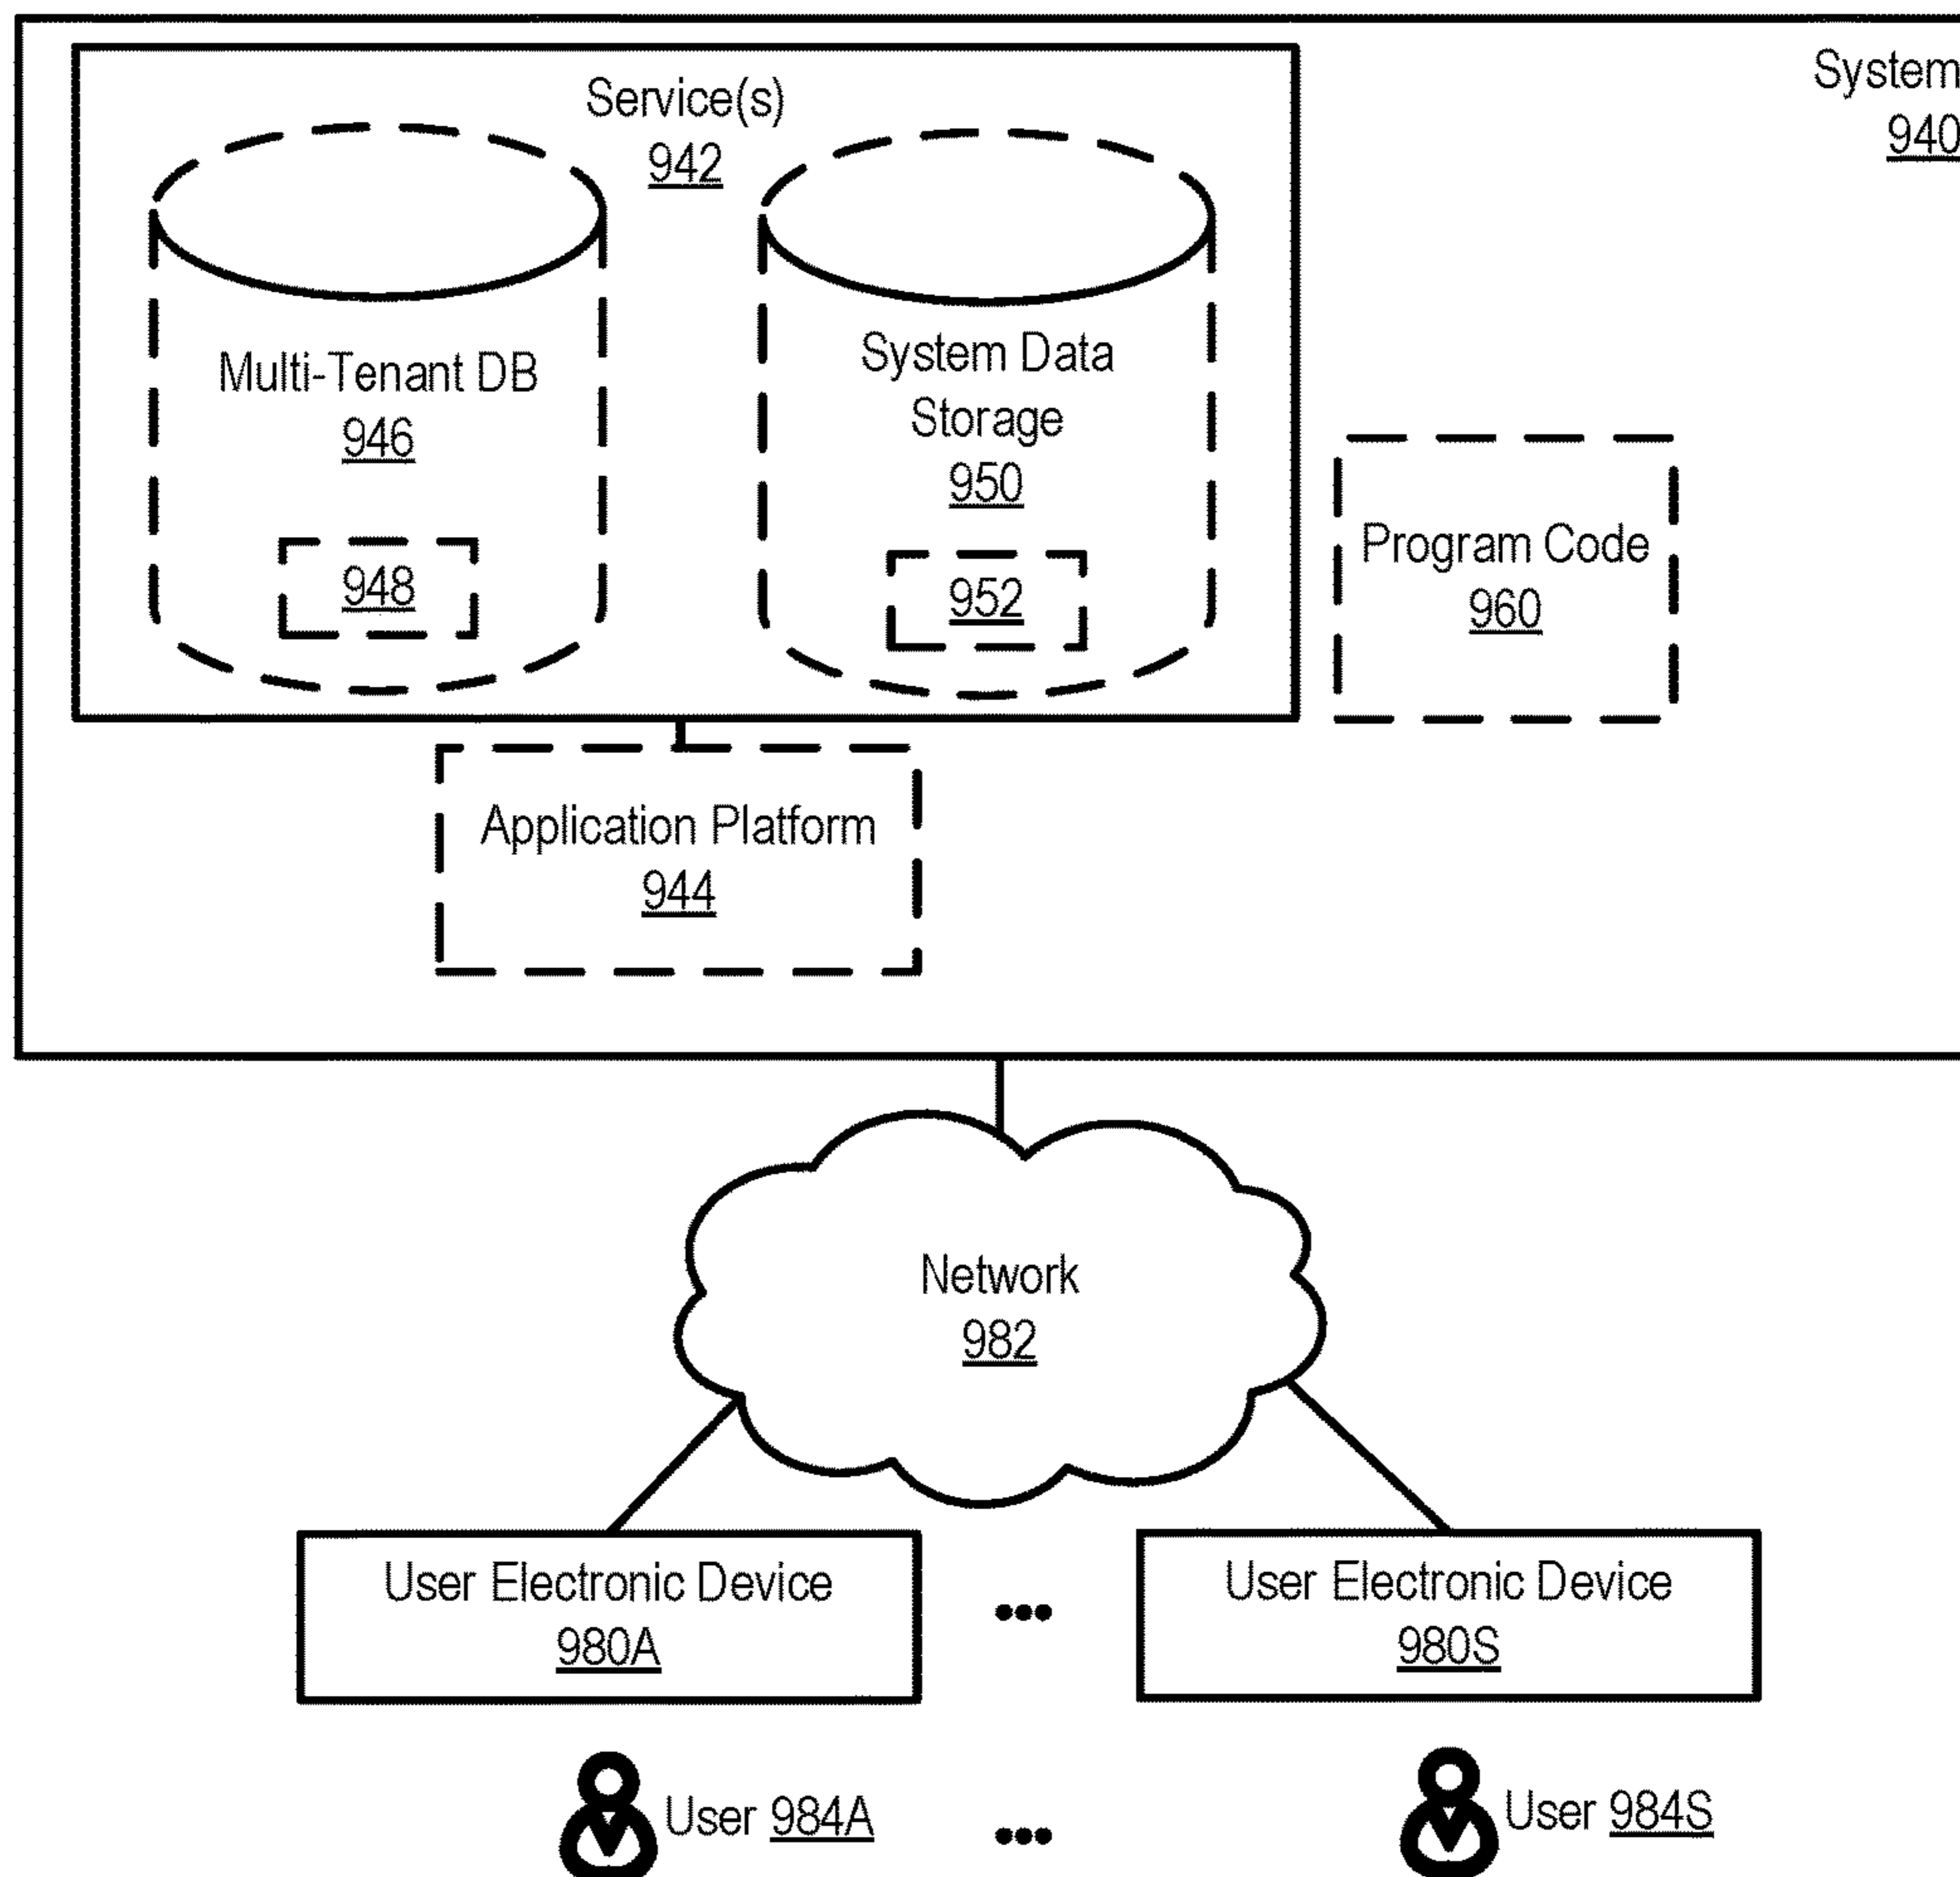 System
940
Service(s)
942
Multi-Tenant DB
946
948
System Data
Storage
950
952
Program Code
960
Application Platform
944
Network
982
User Electronic Device
980A
...
User Electronic Device
980S
User 984A
...
User 984S